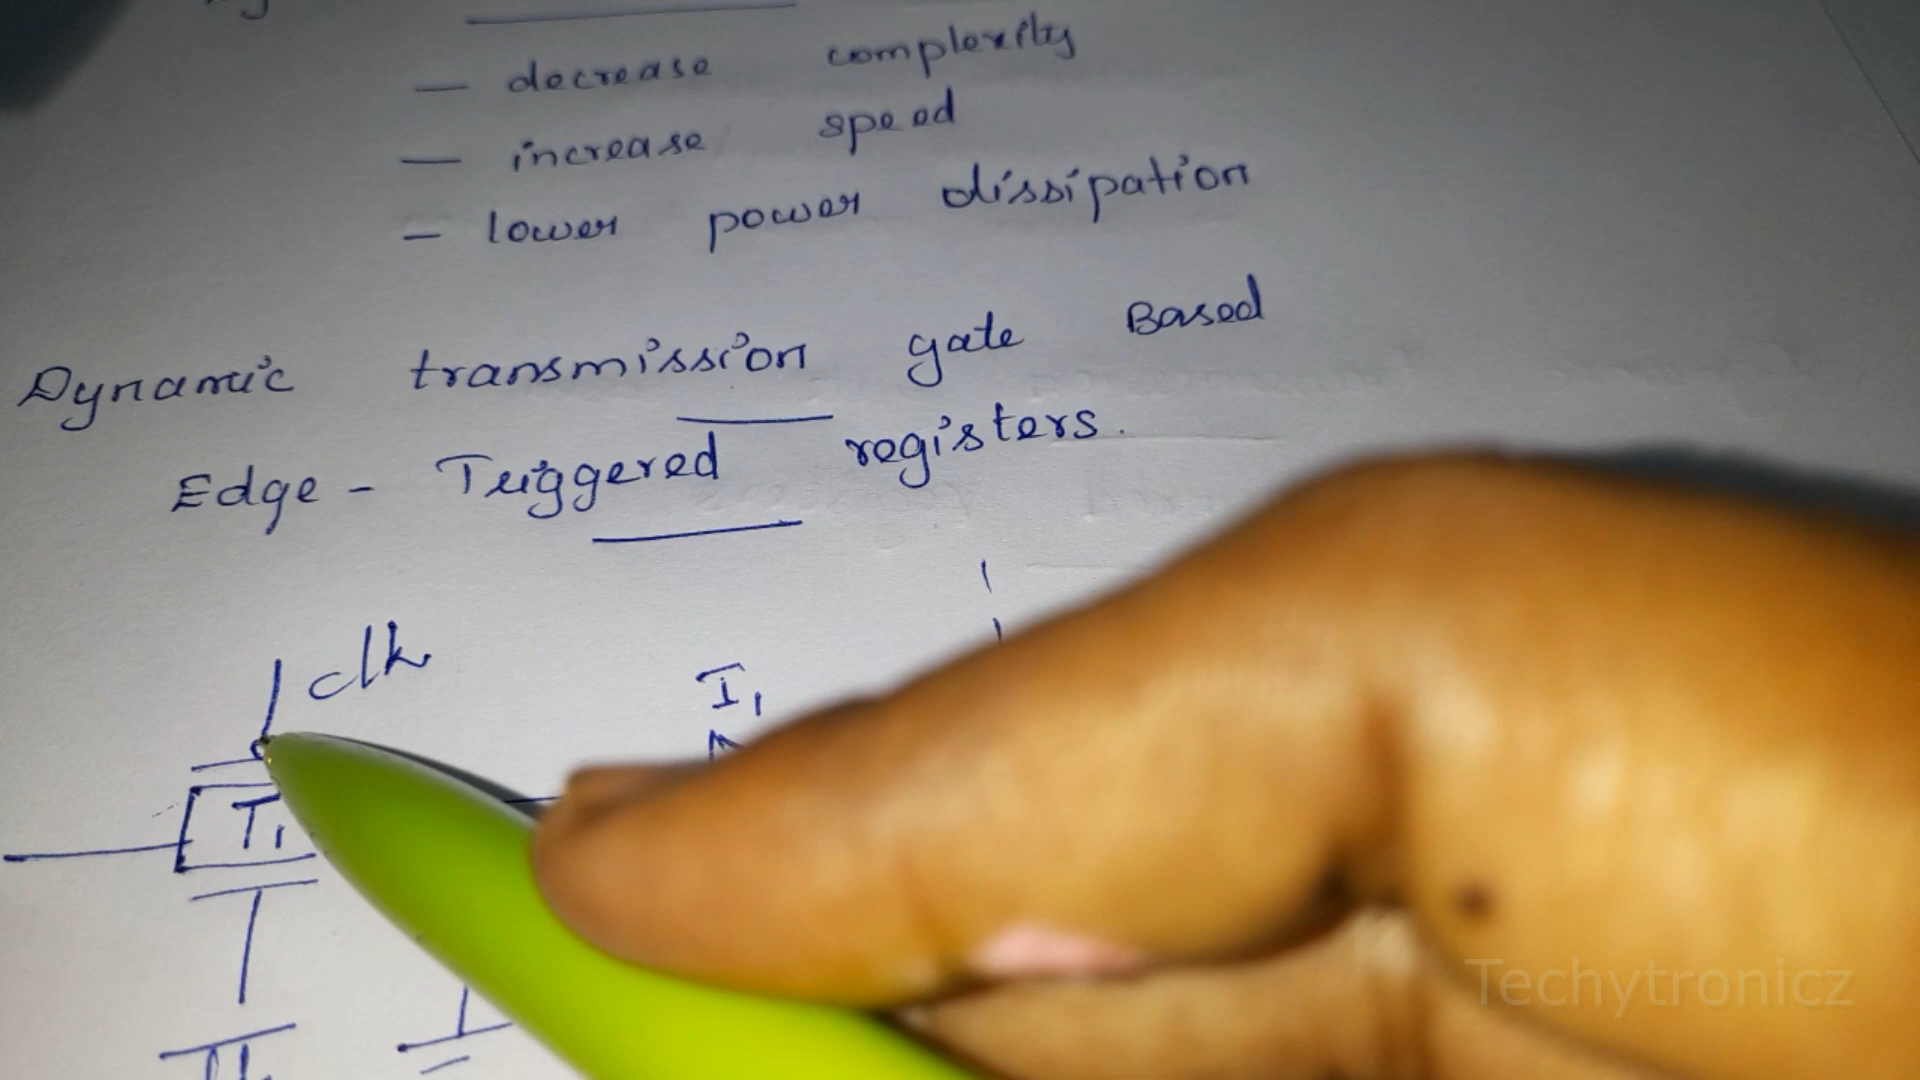 — decrease complexity
— increase speed
— lower power dissipation
Dynamic transmission gate Based
Edge - Triggered registers.
clk
I1
T1
Techytronicz